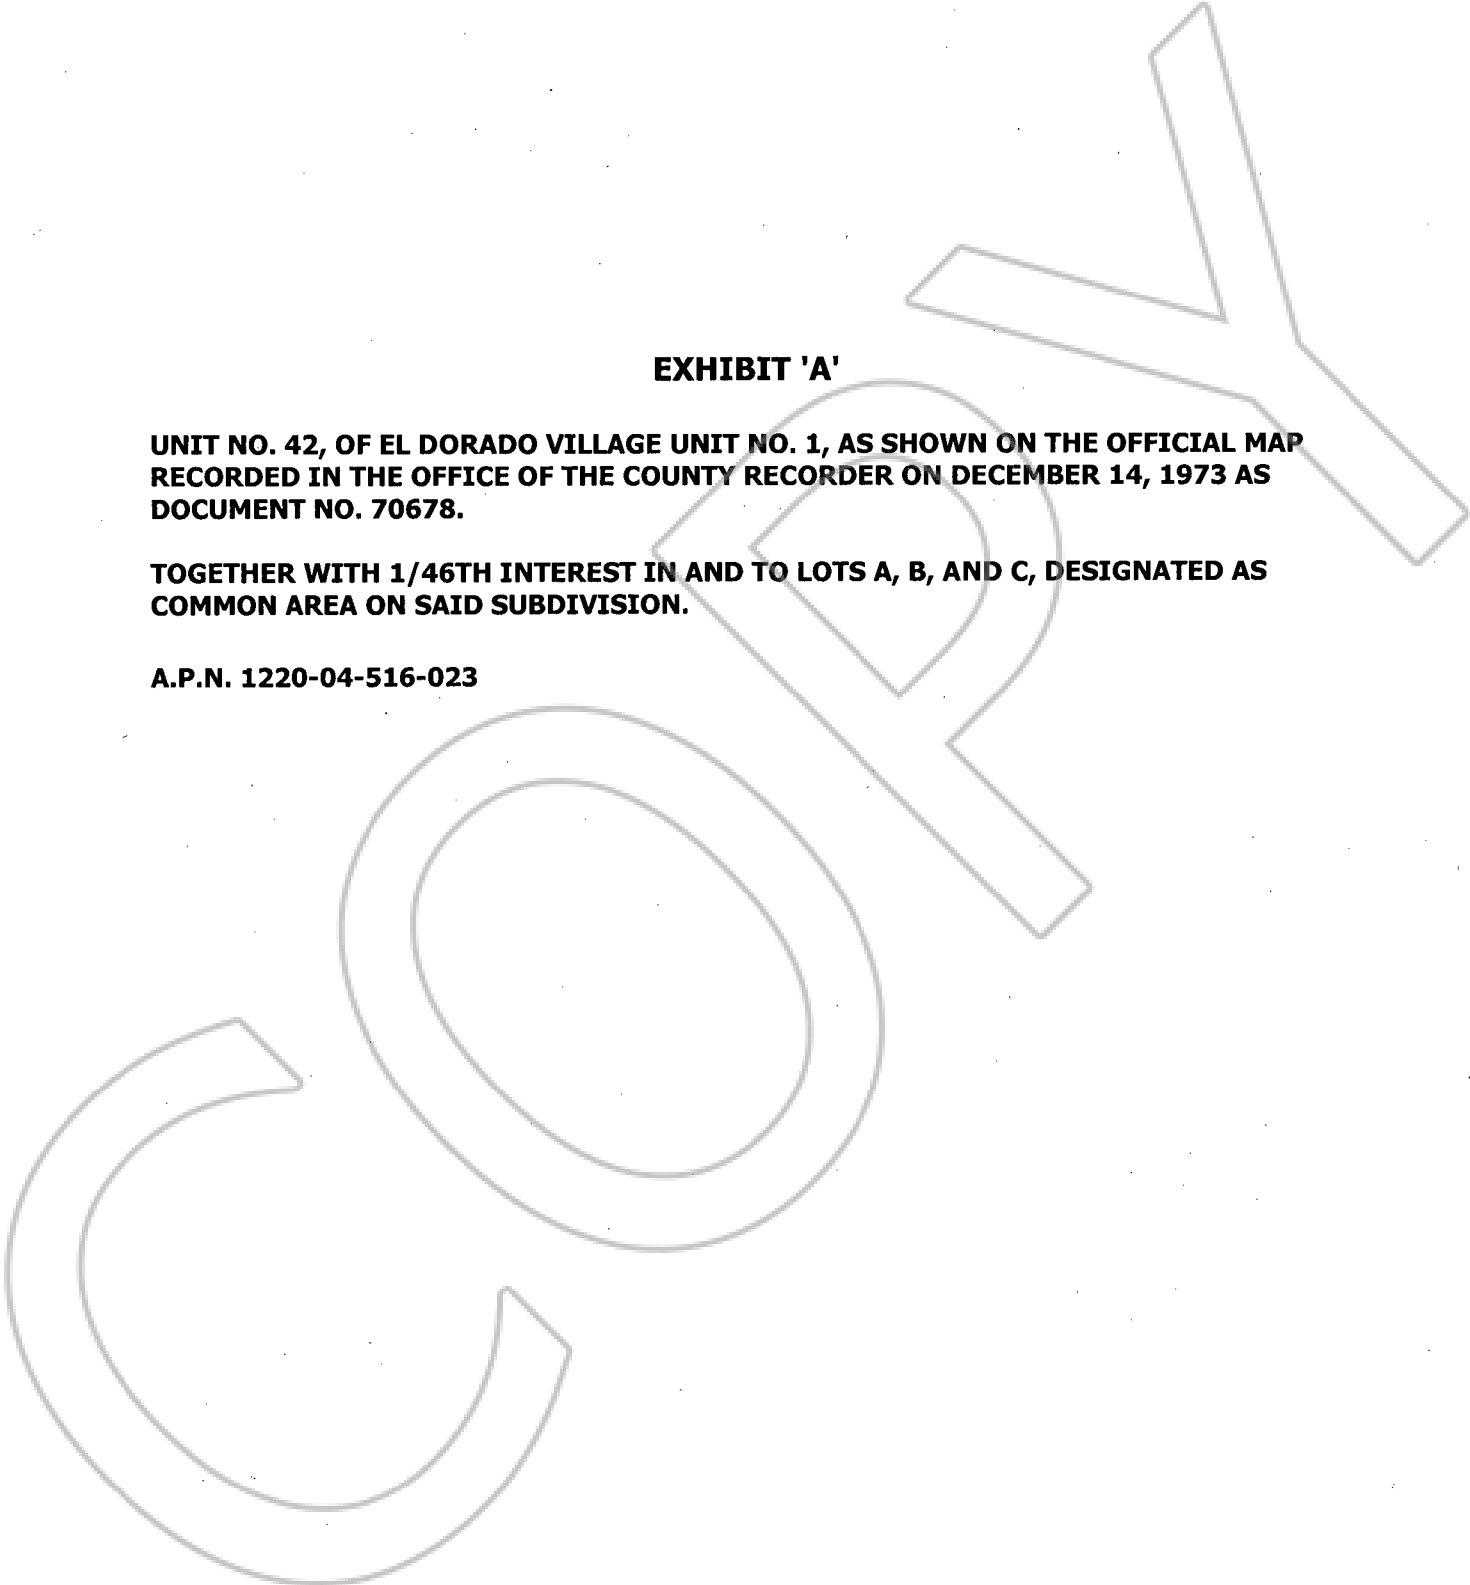 EXHIBIT 'A'
UNIT NO. 42, OF EL DORADO VILLAGE UNIT NO. 1, AS SHOWN ON THE OFFICIAL MAP
RECORDED IN THE OFFICE OF THE COUNTY RECORDER ON DECEMBER 14, 1973 AS
DOCUMENT NO. 70678.
TOGETHER WITH 1/46TH INTEREST IN AND TO LOTS A, B, AND C, DESIGNATED AS
COMMON AREA ON SAID SUBDIVISION.
A.P.N. 1220-04-516-023
COPY